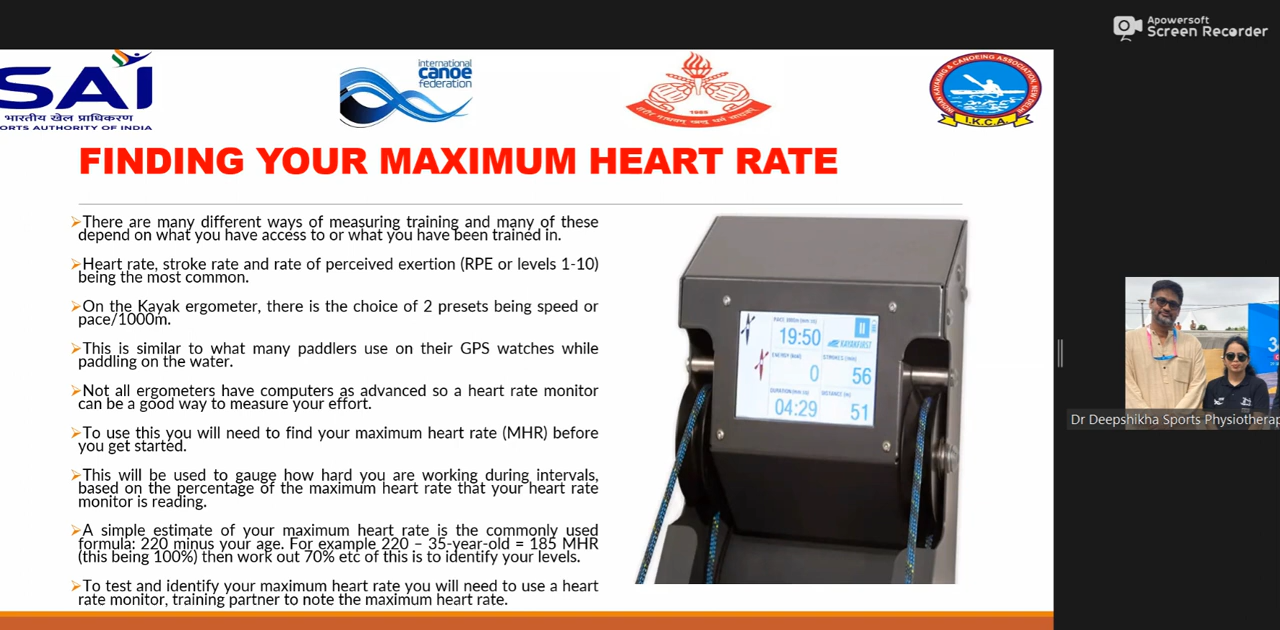 Apowersoft
Screen Recorder
SAI
भारतीय खेल प्राधिकरण
ORTS AUTHORITY OF INDIA
international
canoe
federation
1985
INDIAN KAYAKING & CANOEING ASSOCIATION, NEW DELHI
I.K.C.A.
FINDING YOUR MAXIMUM HEART RATE
There are many different ways of measuring training and many of these
depend on what you have access to or what you have been trained in.
Heart rate, stroke rate and rate of perceived exertion (RPE or levels 1-10)
being the most common.
On the Kayak ergometer, there is the choice of 2 presets being speed or
pace/1000m.
This is similar to what many paddlers use on their GPS watches while
paddling on the water.
Not all ergometers have computers as advanced so a heart rate monitor
can be a good way to measure your effort.
To use this you will need to find your maximum heart rate (MHR) before
you get started.
This will be used to gauge how hard you are working during intervals,
based on the percentage of the maximum heart rate that your heart rate
monitor is reading.
A simple estimate of your maximum heart rate is the commonly used
formula: 220 minus your age. For example 220 – 35-year-old = 185 MHR
(this being 100%) then work out 70% etc of this to identify your levels.
To test and identify your maximum heart rate you will need to use a heart
rate monitor, training partner to note the maximum heart rate.
19:50
KAYAKFIRST
STROKES
0
56
04:29
51
3
Dr Deepshikha Sports Physiotherap